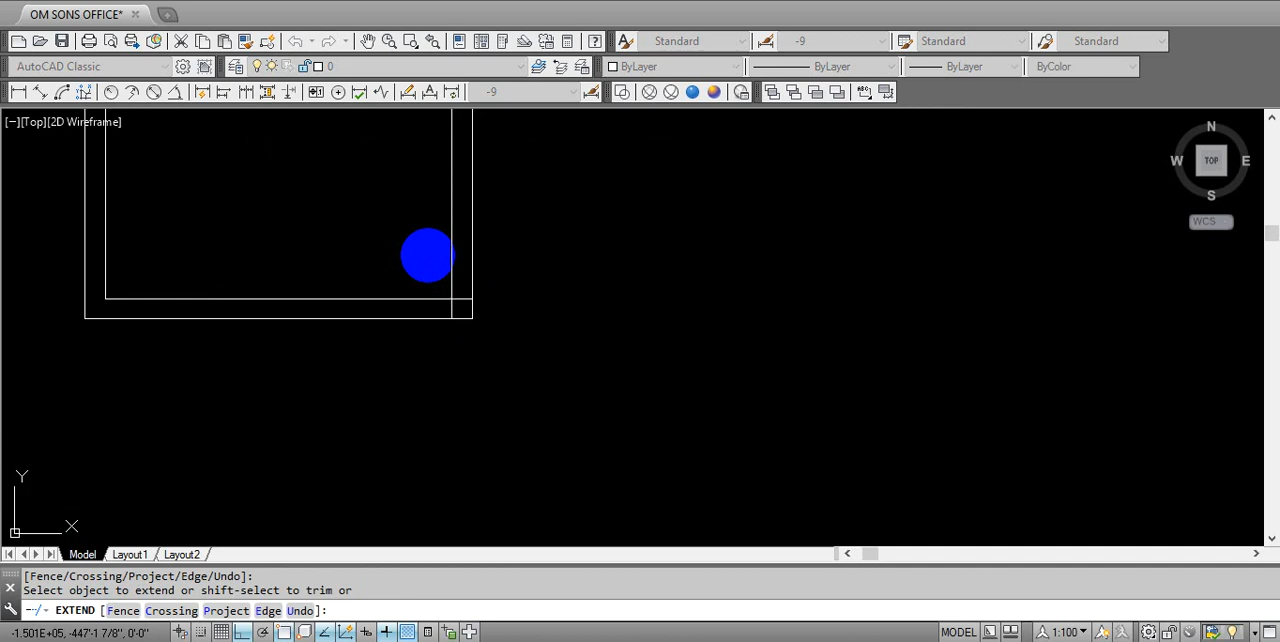 OM SONS OFFICE*
Standard -9 Standard Standard
AutoCAD Classic 0 ByLayer ByLayer ByLayer ByColor
-9
[−][Top][2D Wireframe]
N
W TOP E
S
WCS
Y
X
Model Layout1 Layout2
[Fence/Crossing/Project/Edge/Undo]:
Select object to extend or shift-select to trim or
EXTEND [Fence Crossing Project Edge Undo]:
-1.501E+05, -447'-1 7/8", 0'-0" MODEL 1:100